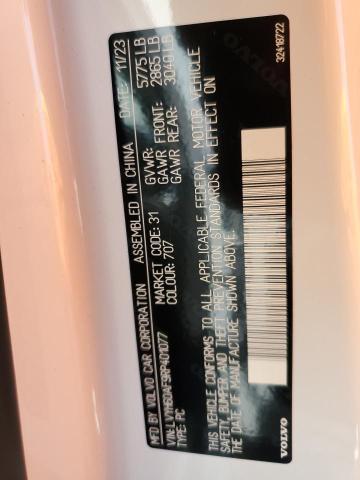 MFD BY VOLVO CAR CORPORATION ASSEMBLED IN CHINA DATE: 11/23
GVWR: 5775 LB
MARKET CODE: 31 GAWR FRONT: 2865 LB
TYPE: PC COLOUR: 707 GAWR REAR: 3040 LB
THIS VEHICLE CONFORMS TO ALL APPLICABLE FEDERAL MOTOR VEHICLE
SAFETY, BUMPER AND THEFT PREVENTION STANDARDS IN EFFECT ON
THE DATE OF MANUFACTURE SHOWN ABOVE.
VOLVO 32418722